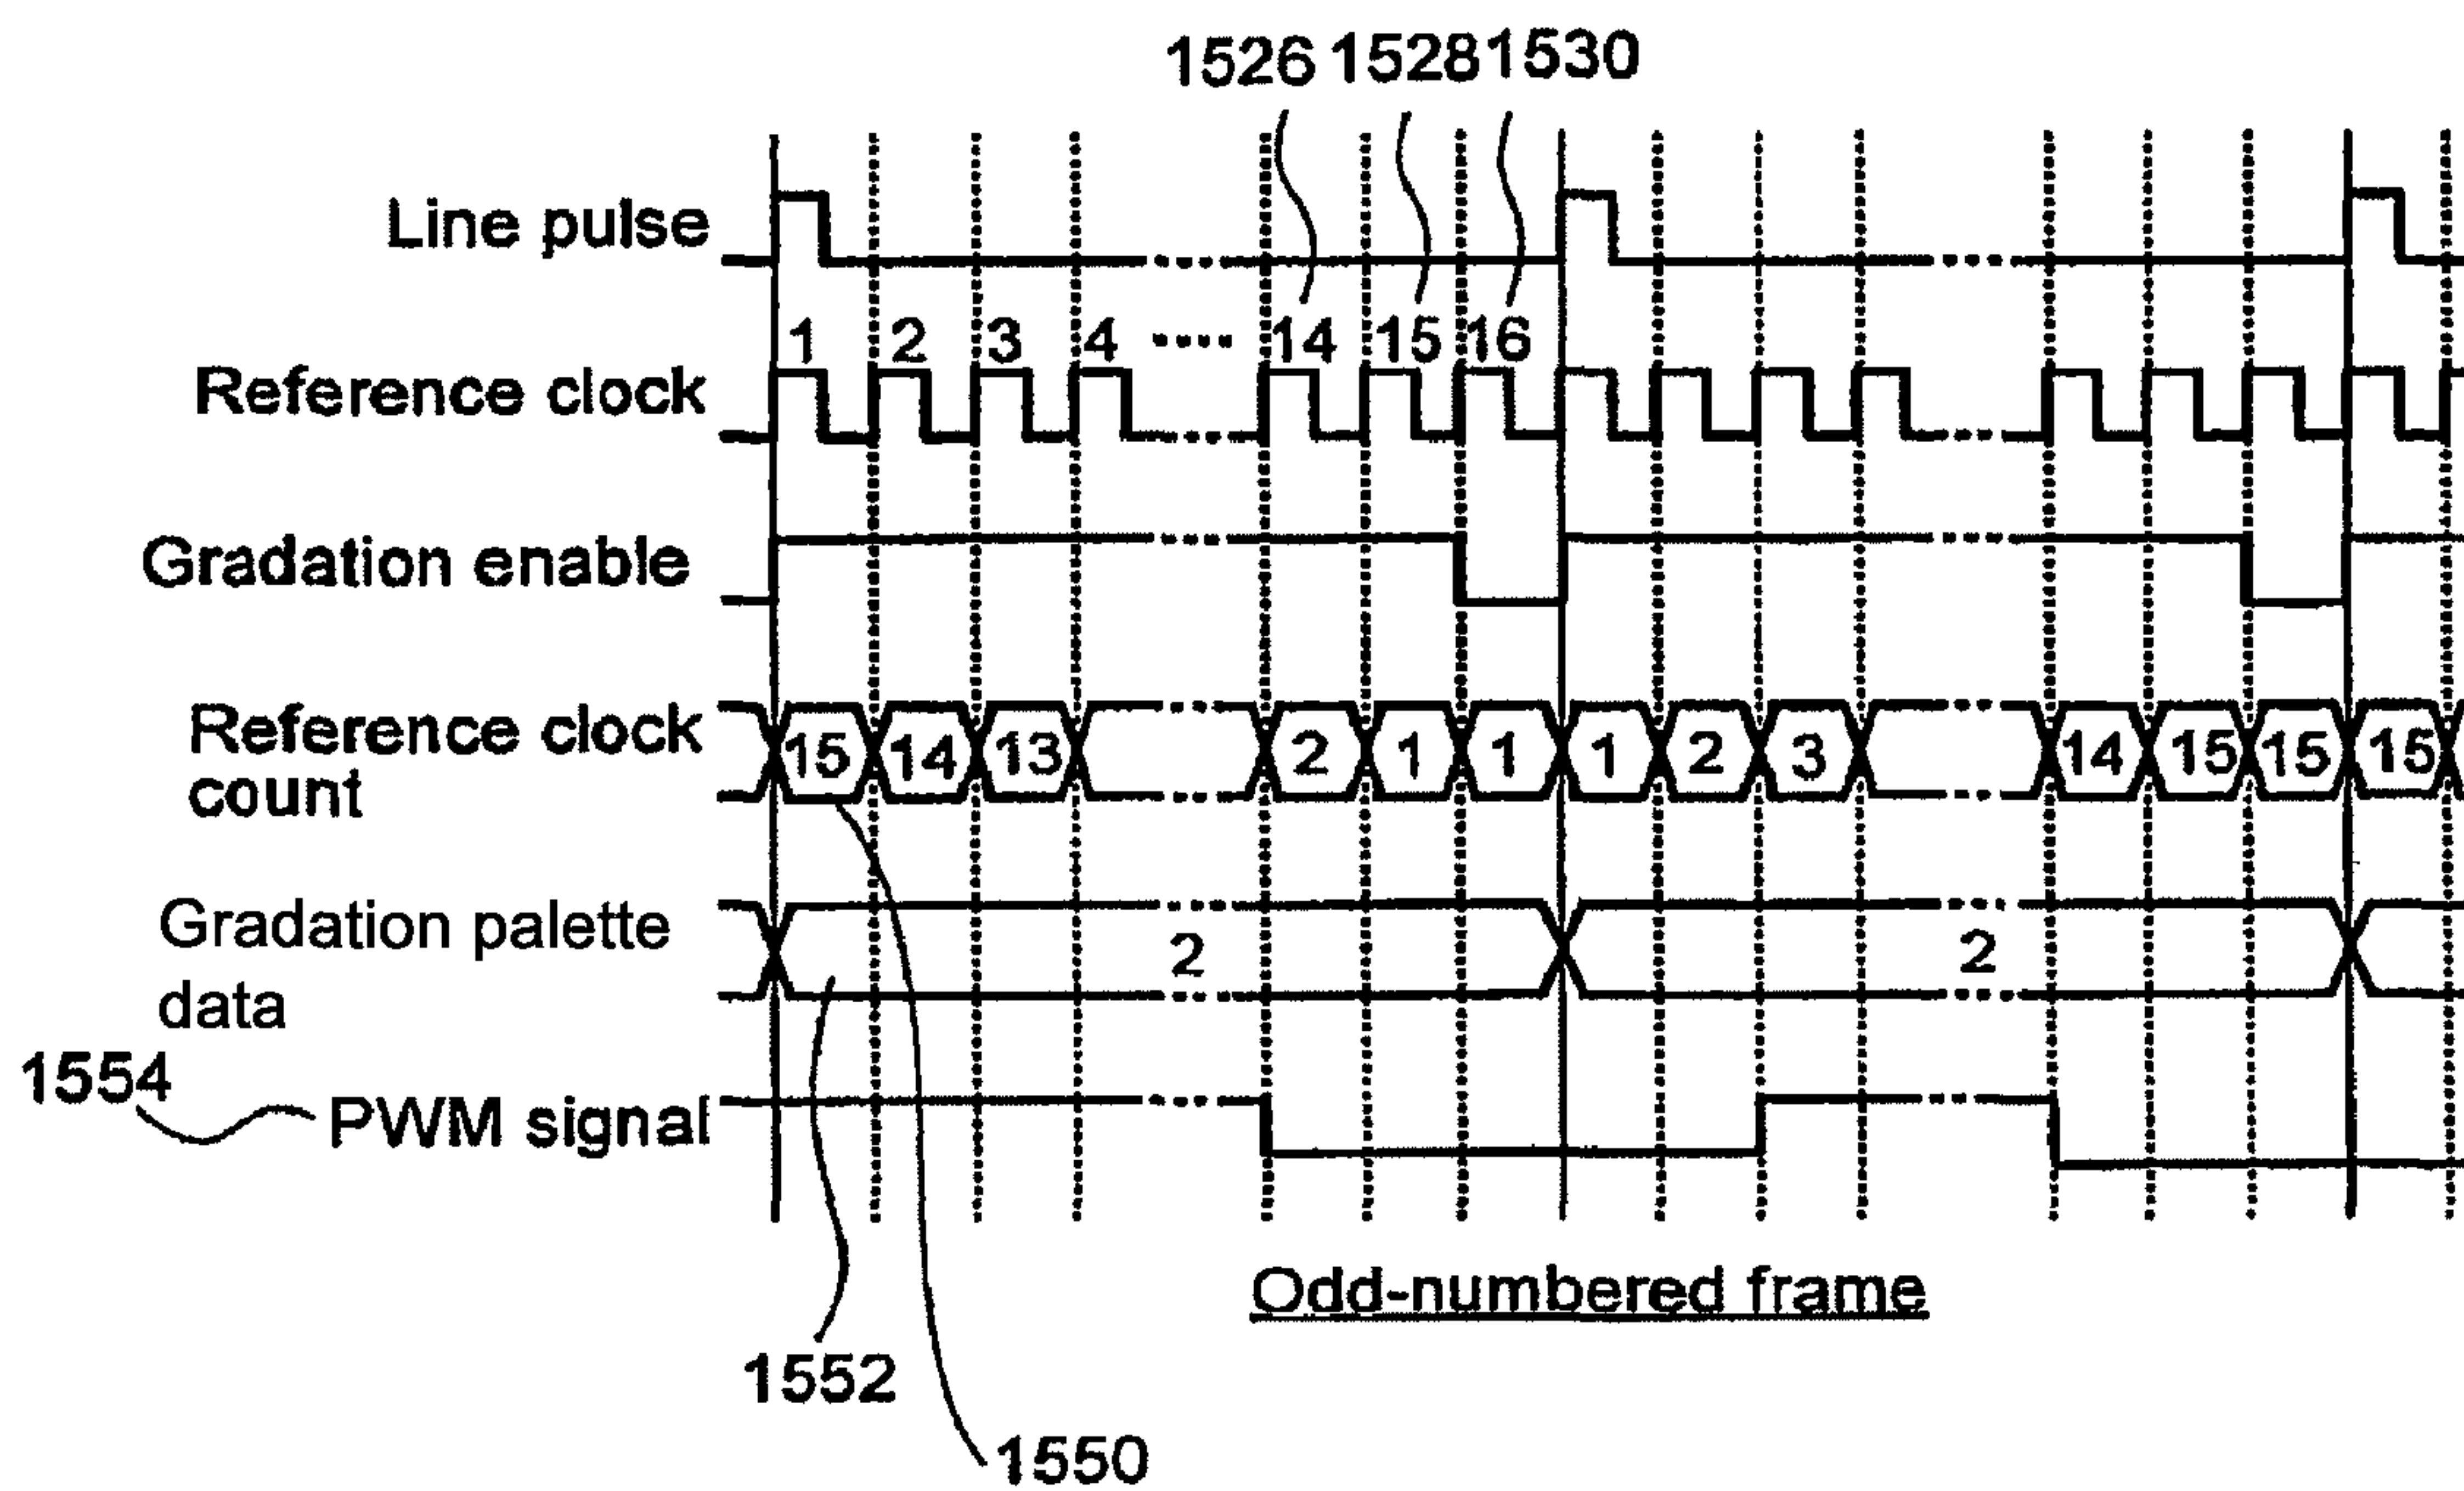 1526 1528 1530
Line pulse
1 2 3 4 ···· 14 15 16
Reference clock
Gradation enable
Reference clock
count
15 14 13 2 1 1 1 2 3 14 15 15 15
Gradation palette
data
2 2
1554
PWM signal
Odd-numbered frame
1552
1550